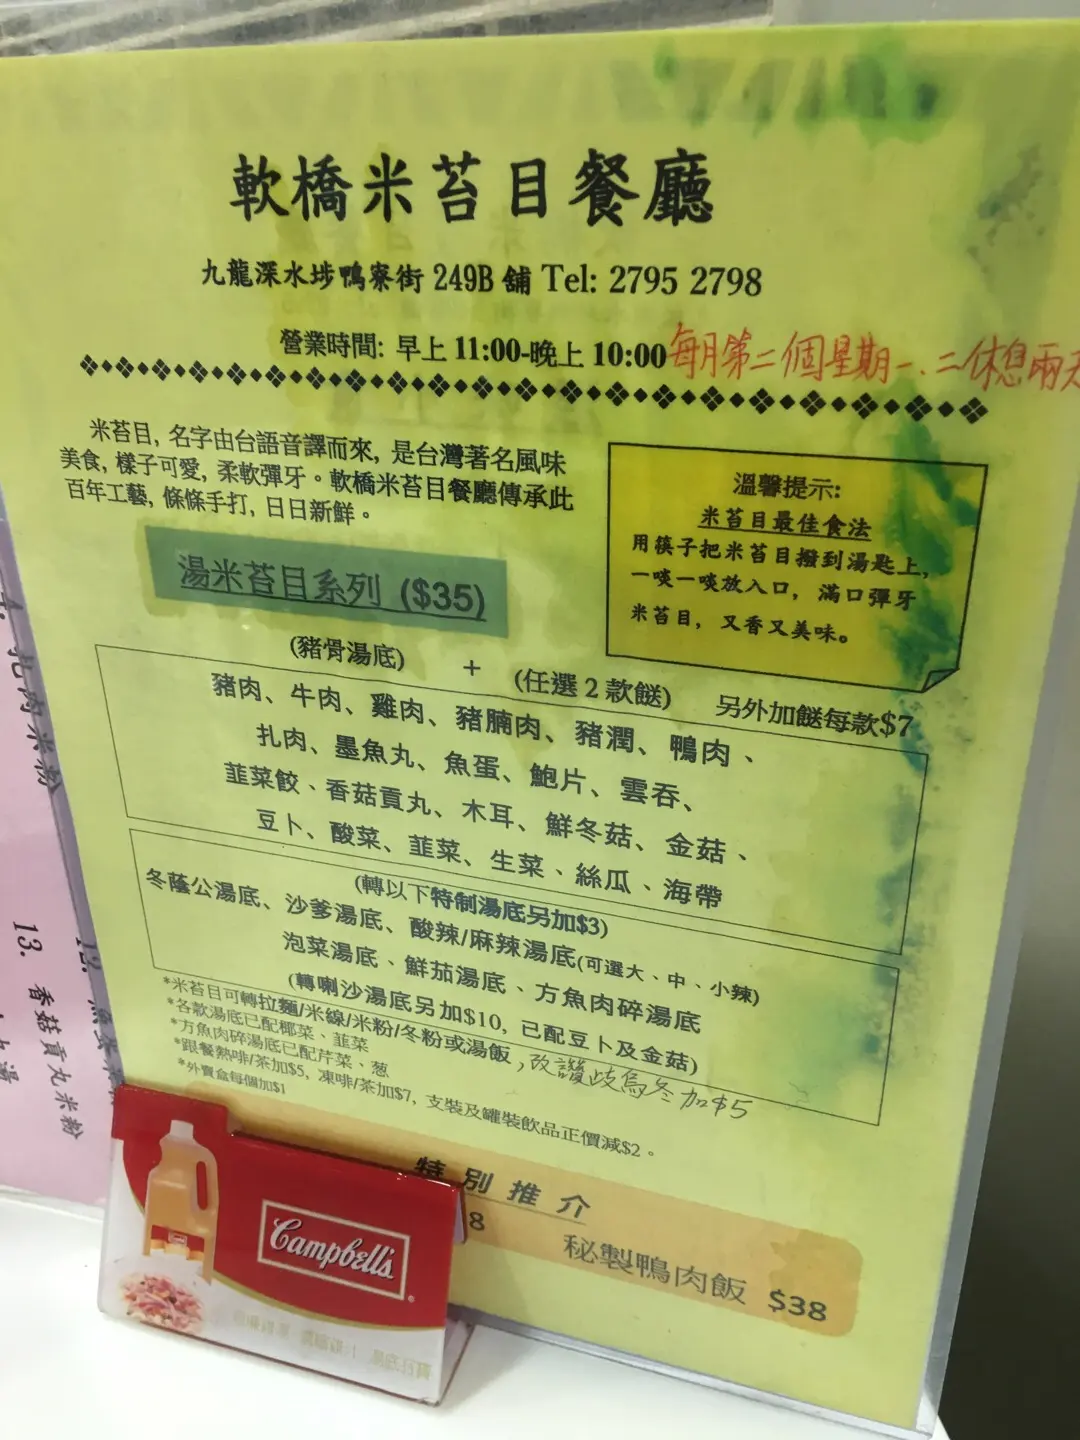 軟橋米苔目餐廳
九龍深水埗鴨寮街 249B 舖 Tel: 2795 2798
營業時間: 早上 11:00-晚上 10:00 每月第二個星期一、二休息兩天
米苔目, 名字由台語音譯而來, 是台灣著名風味
美食, 樣子可愛, 柔軟彈牙。軟橋米苔目餐廳傳承此
百年工藝, 條條手打, 日日新鮮。
溫馨提示:
米苔目最佳食法
用筷子把米苔目撥到湯匙上,
一啖一啖放入口, 滿口彈牙
米苔目, 又香又美味。
湯米苔目系列 ($35)
(豬骨湯底) + (任選 2 款餸) 另外加餸每款$7
豬肉、牛肉、雞肉、豬腩肉、豬潤、鴨肉、
扎肉、墨魚丸、魚蛋、鮑片、雲吞、
韮菜餃、香菇貢丸、木耳、鮮冬菇、金菇、
豆卜、酸菜、韮菜、生菜、絲瓜、海帶
(轉以下特制湯底另加$3)
冬蔭公湯底、沙爹湯底、酸辣/麻辣湯底(可選大、中、小辣)
泡菜湯底、鮮茄湯底、方魚肉碎湯底
(轉喇沙湯底另加$10, 已配豆卜及金菇)
*米苔目可轉拉麵/米線/米粉/冬粉或湯飯, 改讚歧烏冬加$5
*各款湯底已配椰菜、韮菜
*方魚肉碎湯底已配芹菜、葱
*跟餐熱啡/茶加$5, 凍啡/茶加$7, 支裝及罐裝飲品正價減$2。
*外賣盒每個加$1
特別推介
8 秘製鴨肉飯 $38
Campbell's
13. 香菇貢丸米粉